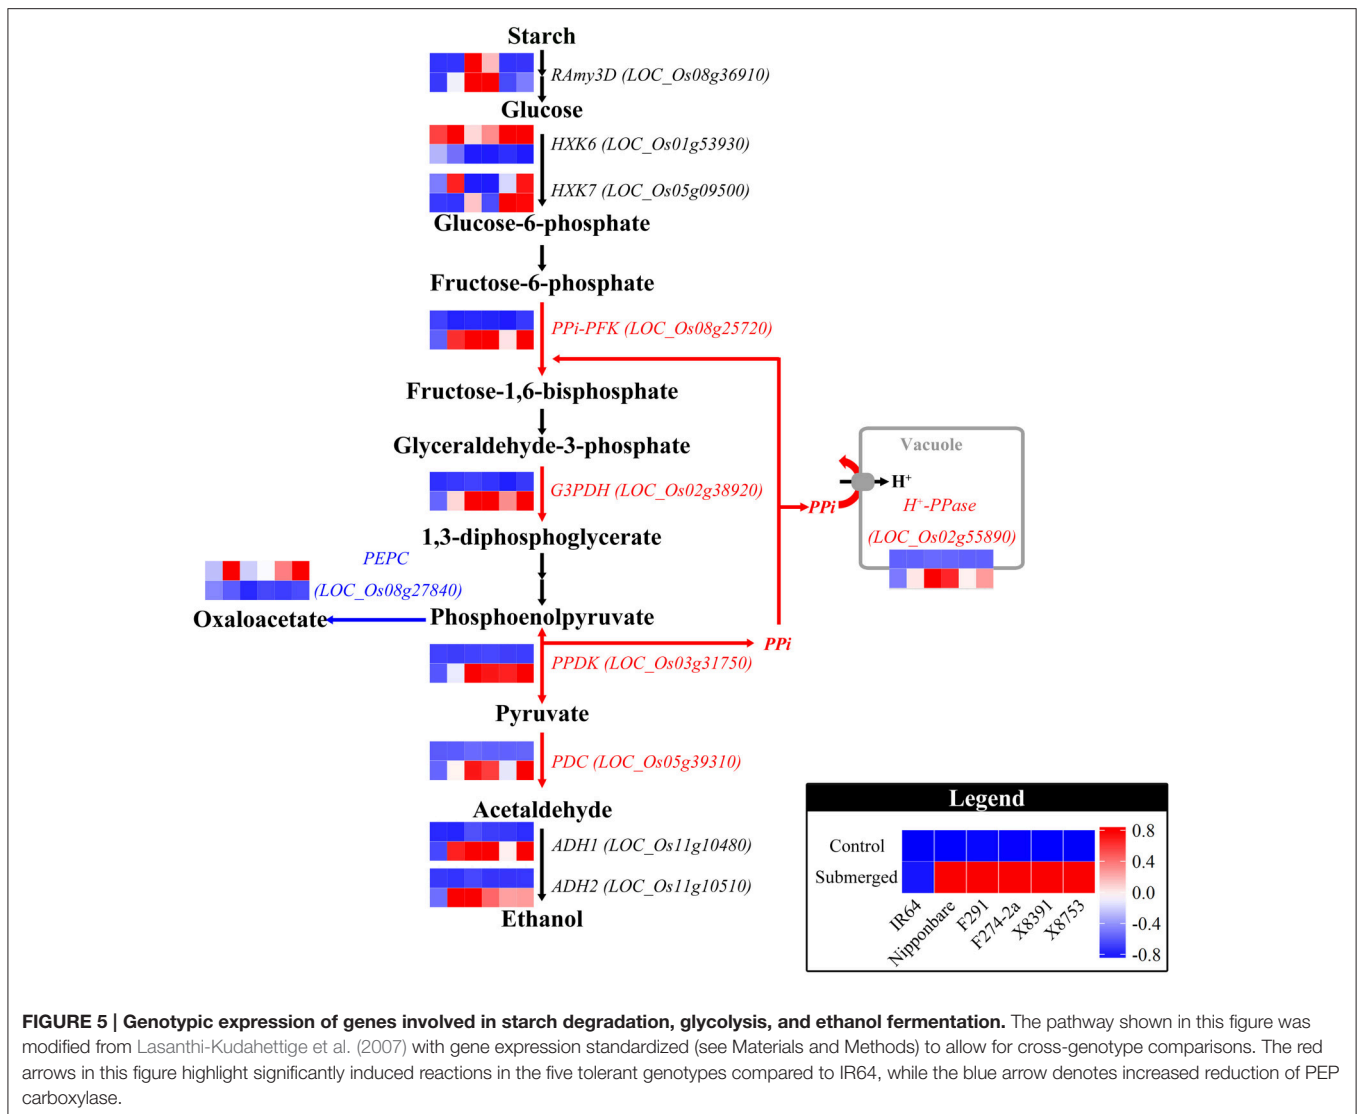 Starch
RAmy3D (LOC_Os08g36910)
Glucose
HXK6 (LOC_Os01g53930)
HXK7 (LOC_Os05g09500)
Glucose-6-phosphate
Fructose-6-phosphate
PPi-PFK (LOC_Os08g25720)
Fructose-1,6-bisphosphate
Glyceraldehyde-3-phosphate
G3PDH (LOC_Os02g38920)
1,3-diphosphoglycerate
Vacuole
H+
PPi
H+-PPase
(LOC_Os02g55890)
PEPC
(LOC_Os08g27840)
Oxaloacetate
Phosphoenolpyruvate
PPi
PPDK (LOC_Os03g31750)
Pyruvate
PDC (LOC_Os05g39310)
Acetaldehyde
ADH1 (LOC_Os11g10480)
ADH2 (LOC_Os11g10510)
Ethanol
Legend
Control
Submerged
IR64
Nipponbare
F291
F274-2a
X8391
X8753
0.8
0.4
0.0
-0.4
-0.8
FIGURE 5 | Genotypic expression of genes involved in starch degradation, glycolysis, and ethanol fermentation. The pathway shown in this figure was
modified from Lasanthi-Kudahettige et al. (2007) with gene expression standardized (see Materials and Methods) to allow for cross-genotype comparisons. The red
arrows in this figure highlight significantly induced reactions in the five tolerant genotypes compared to IR64, while the blue arrow denotes increased reduction of PEP
carboxylase.